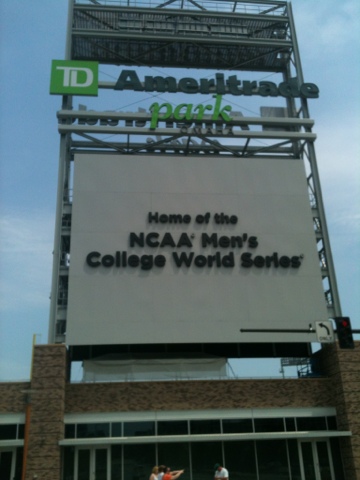 TD Ameritrade
park
Home of the
NCAA® Men's
College World Series®